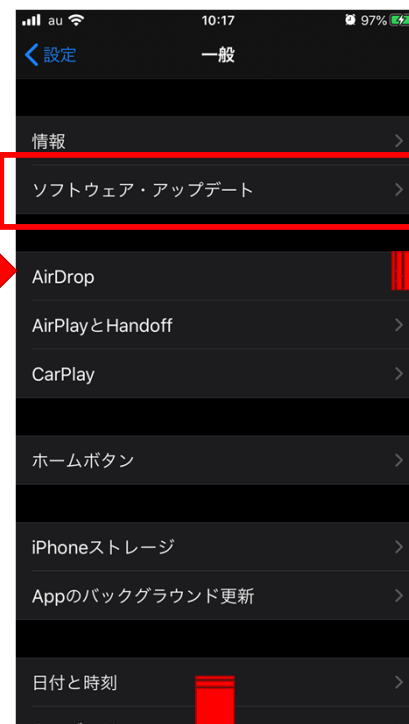 au 10:17 97%
設定 一般
情報
ソフトウェア・アップデート
AirDrop
AirPlayとHandoff
CarPlay
ホームボタン
iPhoneストレージ
Appのバックグラウンド更新
日付と時刻